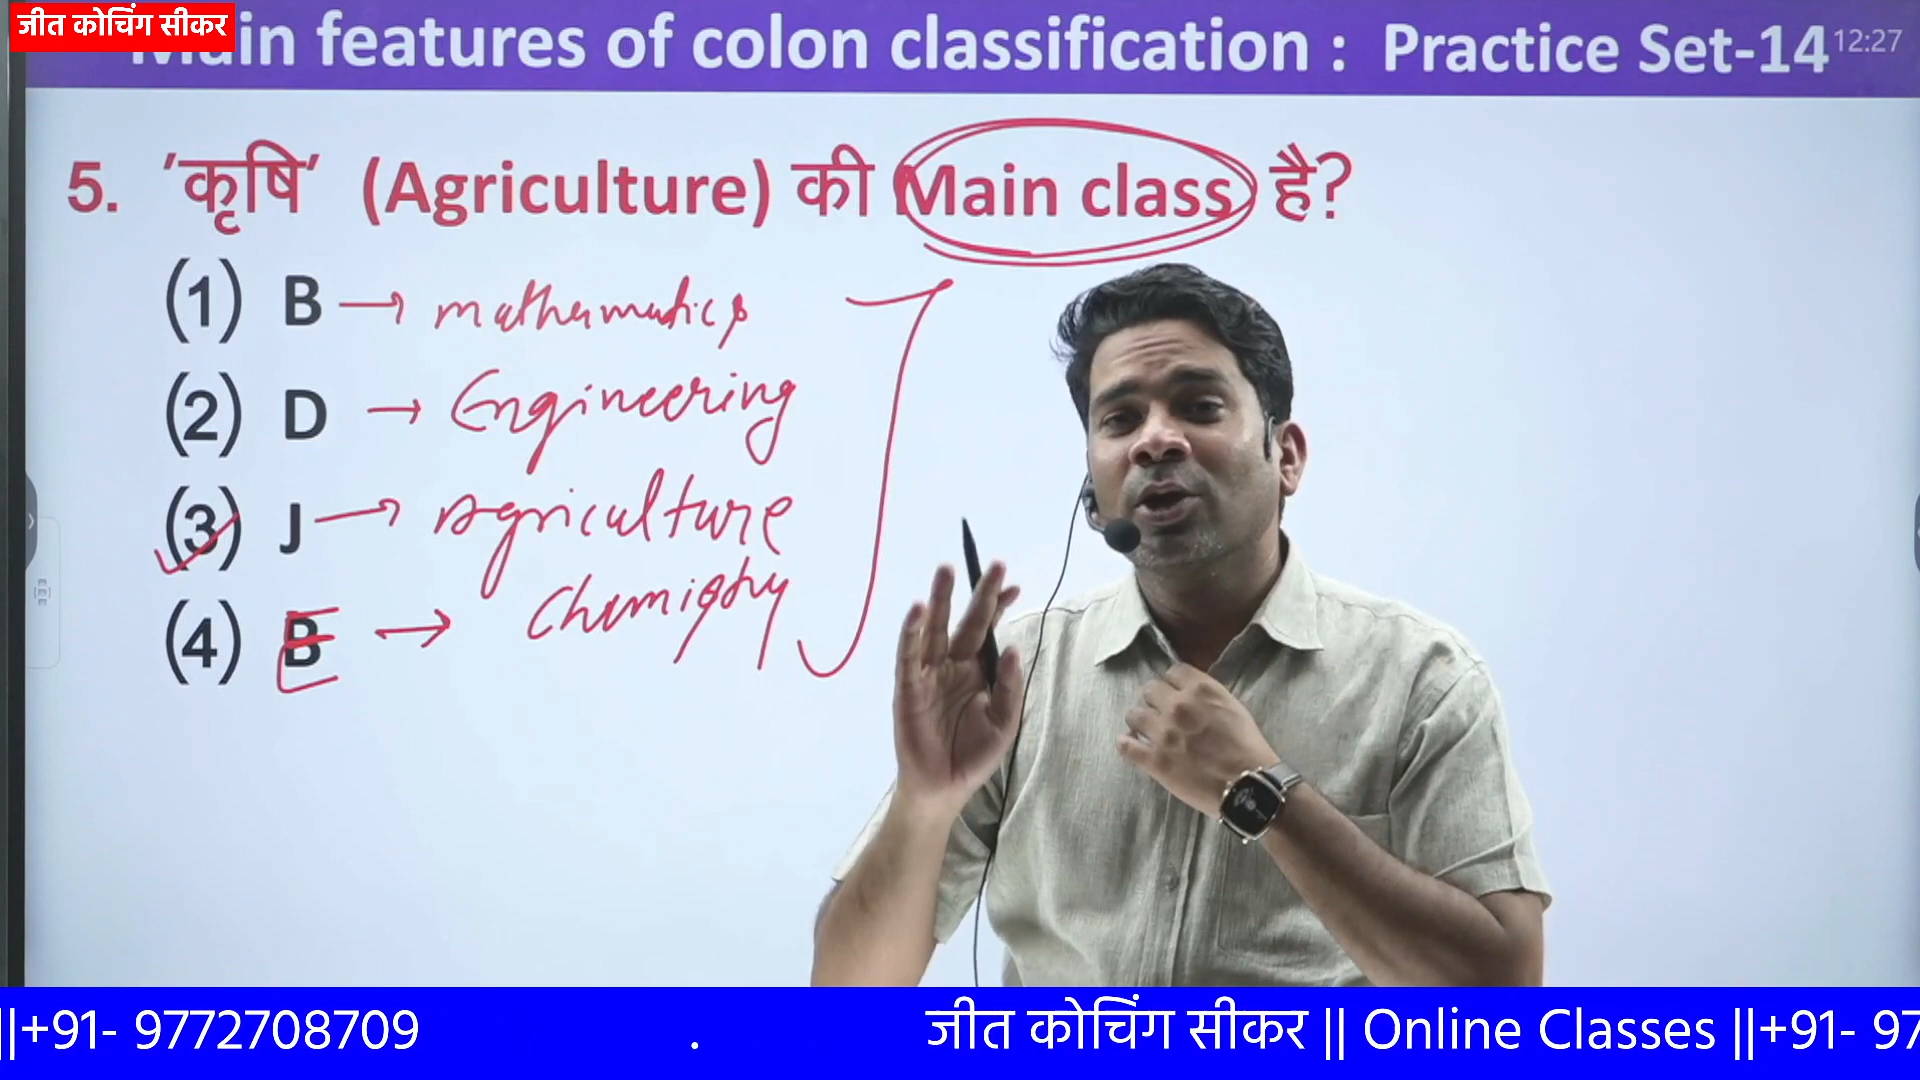 जीत कोचिंग सीकर
Main features of colon classification : Practice Set-14 12:27
5. 'कृषि' (Agriculture) की Main class है?
(1) B → mathematics
(2) D → Engineering
(3) J → Agriculture
(4) E → Chemistry
||+91- 9772708709 . जीत कोचिंग सीकर || Online Classes ||+91- 97